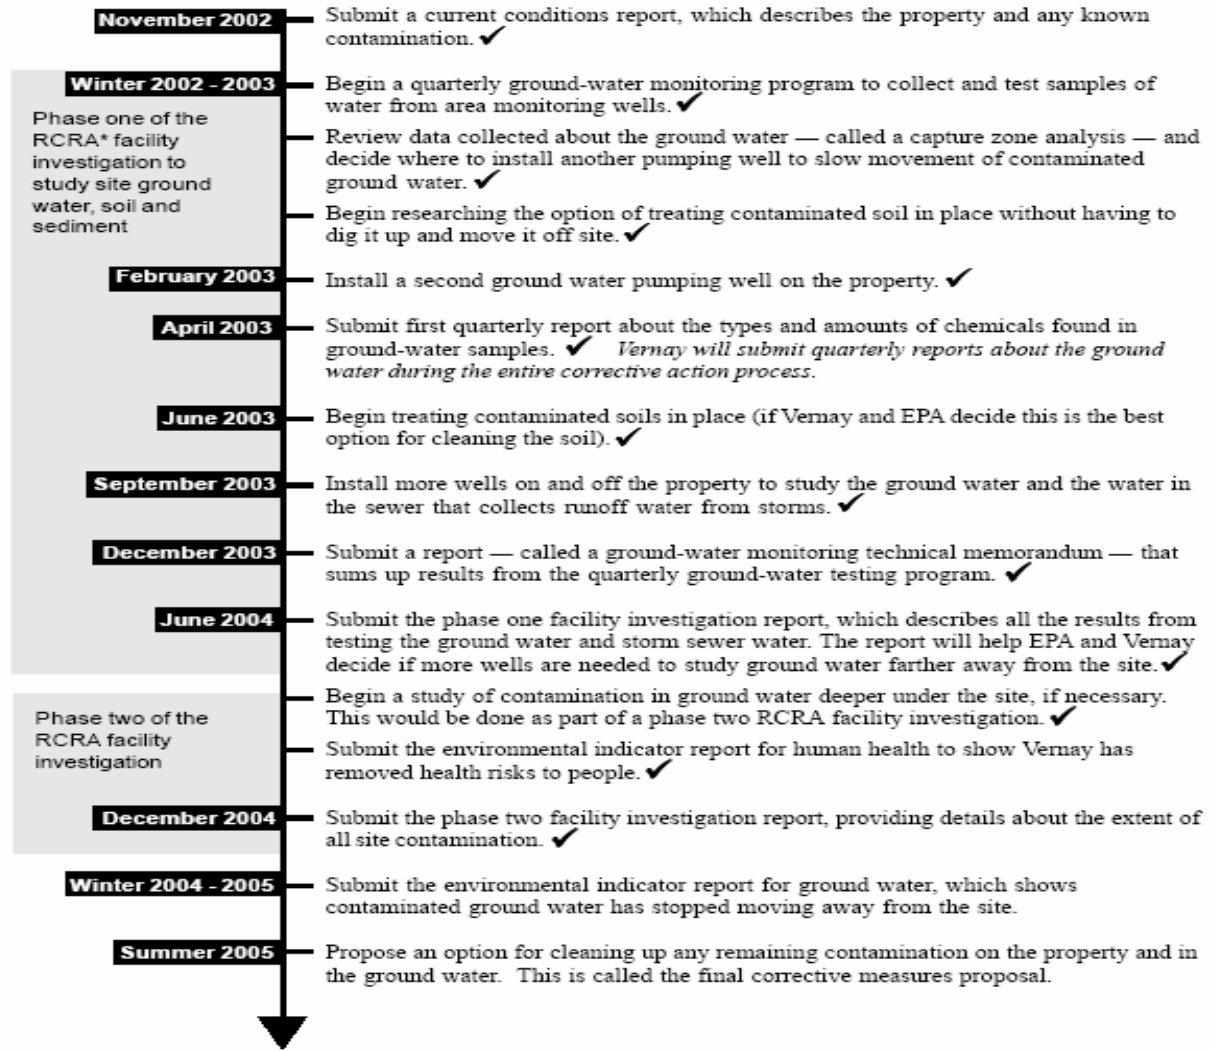 November 2002
Submit a current conditions report, which describes the property and any known
contamination. ✔
Winter 2002 - 2003
Begin a quarterly ground-water monitoring program to collect and test samples of
water from area monitoring wells. ✔
Phase one of the
RCRA* facility
investigation to
study site ground
water, soil and
sediment
Review data collected about the ground water — called a capture zone analysis — and
decide where to install another pumping well to slow movement of contaminated
ground water. ✔
Begin researching the option of treating contaminated soil in place without having to
dig it up and move it off site. ✔
February 2003
Install a second ground water pumping well on the property. ✔
April 2003
Submit first quarterly report about the types and amounts of chemicals found in
ground-water samples. ✔ Vernay will submit quarterly reports about the ground
water during the entire corrective action process.
June 2003
Begin treating contaminated soils in place (if Vernay and EPA decide this is the best
option for cleaning the soil). ✔
September 2003
Install more wells on and off the property to study the ground water and the water in
the sewer that collects runoff water from storms. ✔
December 2003
Submit a report — called a ground-water monitoring technical memorandum — that
sums up results from the quarterly ground-water testing program. ✔
June 2004
Submit the phase one facility investigation report, which describes all the results from
testing the ground water and storm sewer water. The report will help EPA and Vernay
decide if more wells are needed to study ground water farther away from the site. ✔
Phase two of the
RCRA facility
investigation
Begin a study of contamination in ground water deeper under the site, if necessary.
This would be done as part of a phase two RCRA facility investigation. ✔
Submit the environmental indicator report for human health to show Vernay has
removed health risks to people. ✔
December 2004
Submit the phase two facility investigation report, providing details about the extent of
all site contamination. ✔
Winter 2004 - 2005
Submit the environmental indicator report for ground water, which shows
contaminated ground water has stopped moving away from the site.
Summer 2005
Propose an option for cleaning up any remaining contamination on the property and in
the ground water. This is called the final corrective measures proposal.